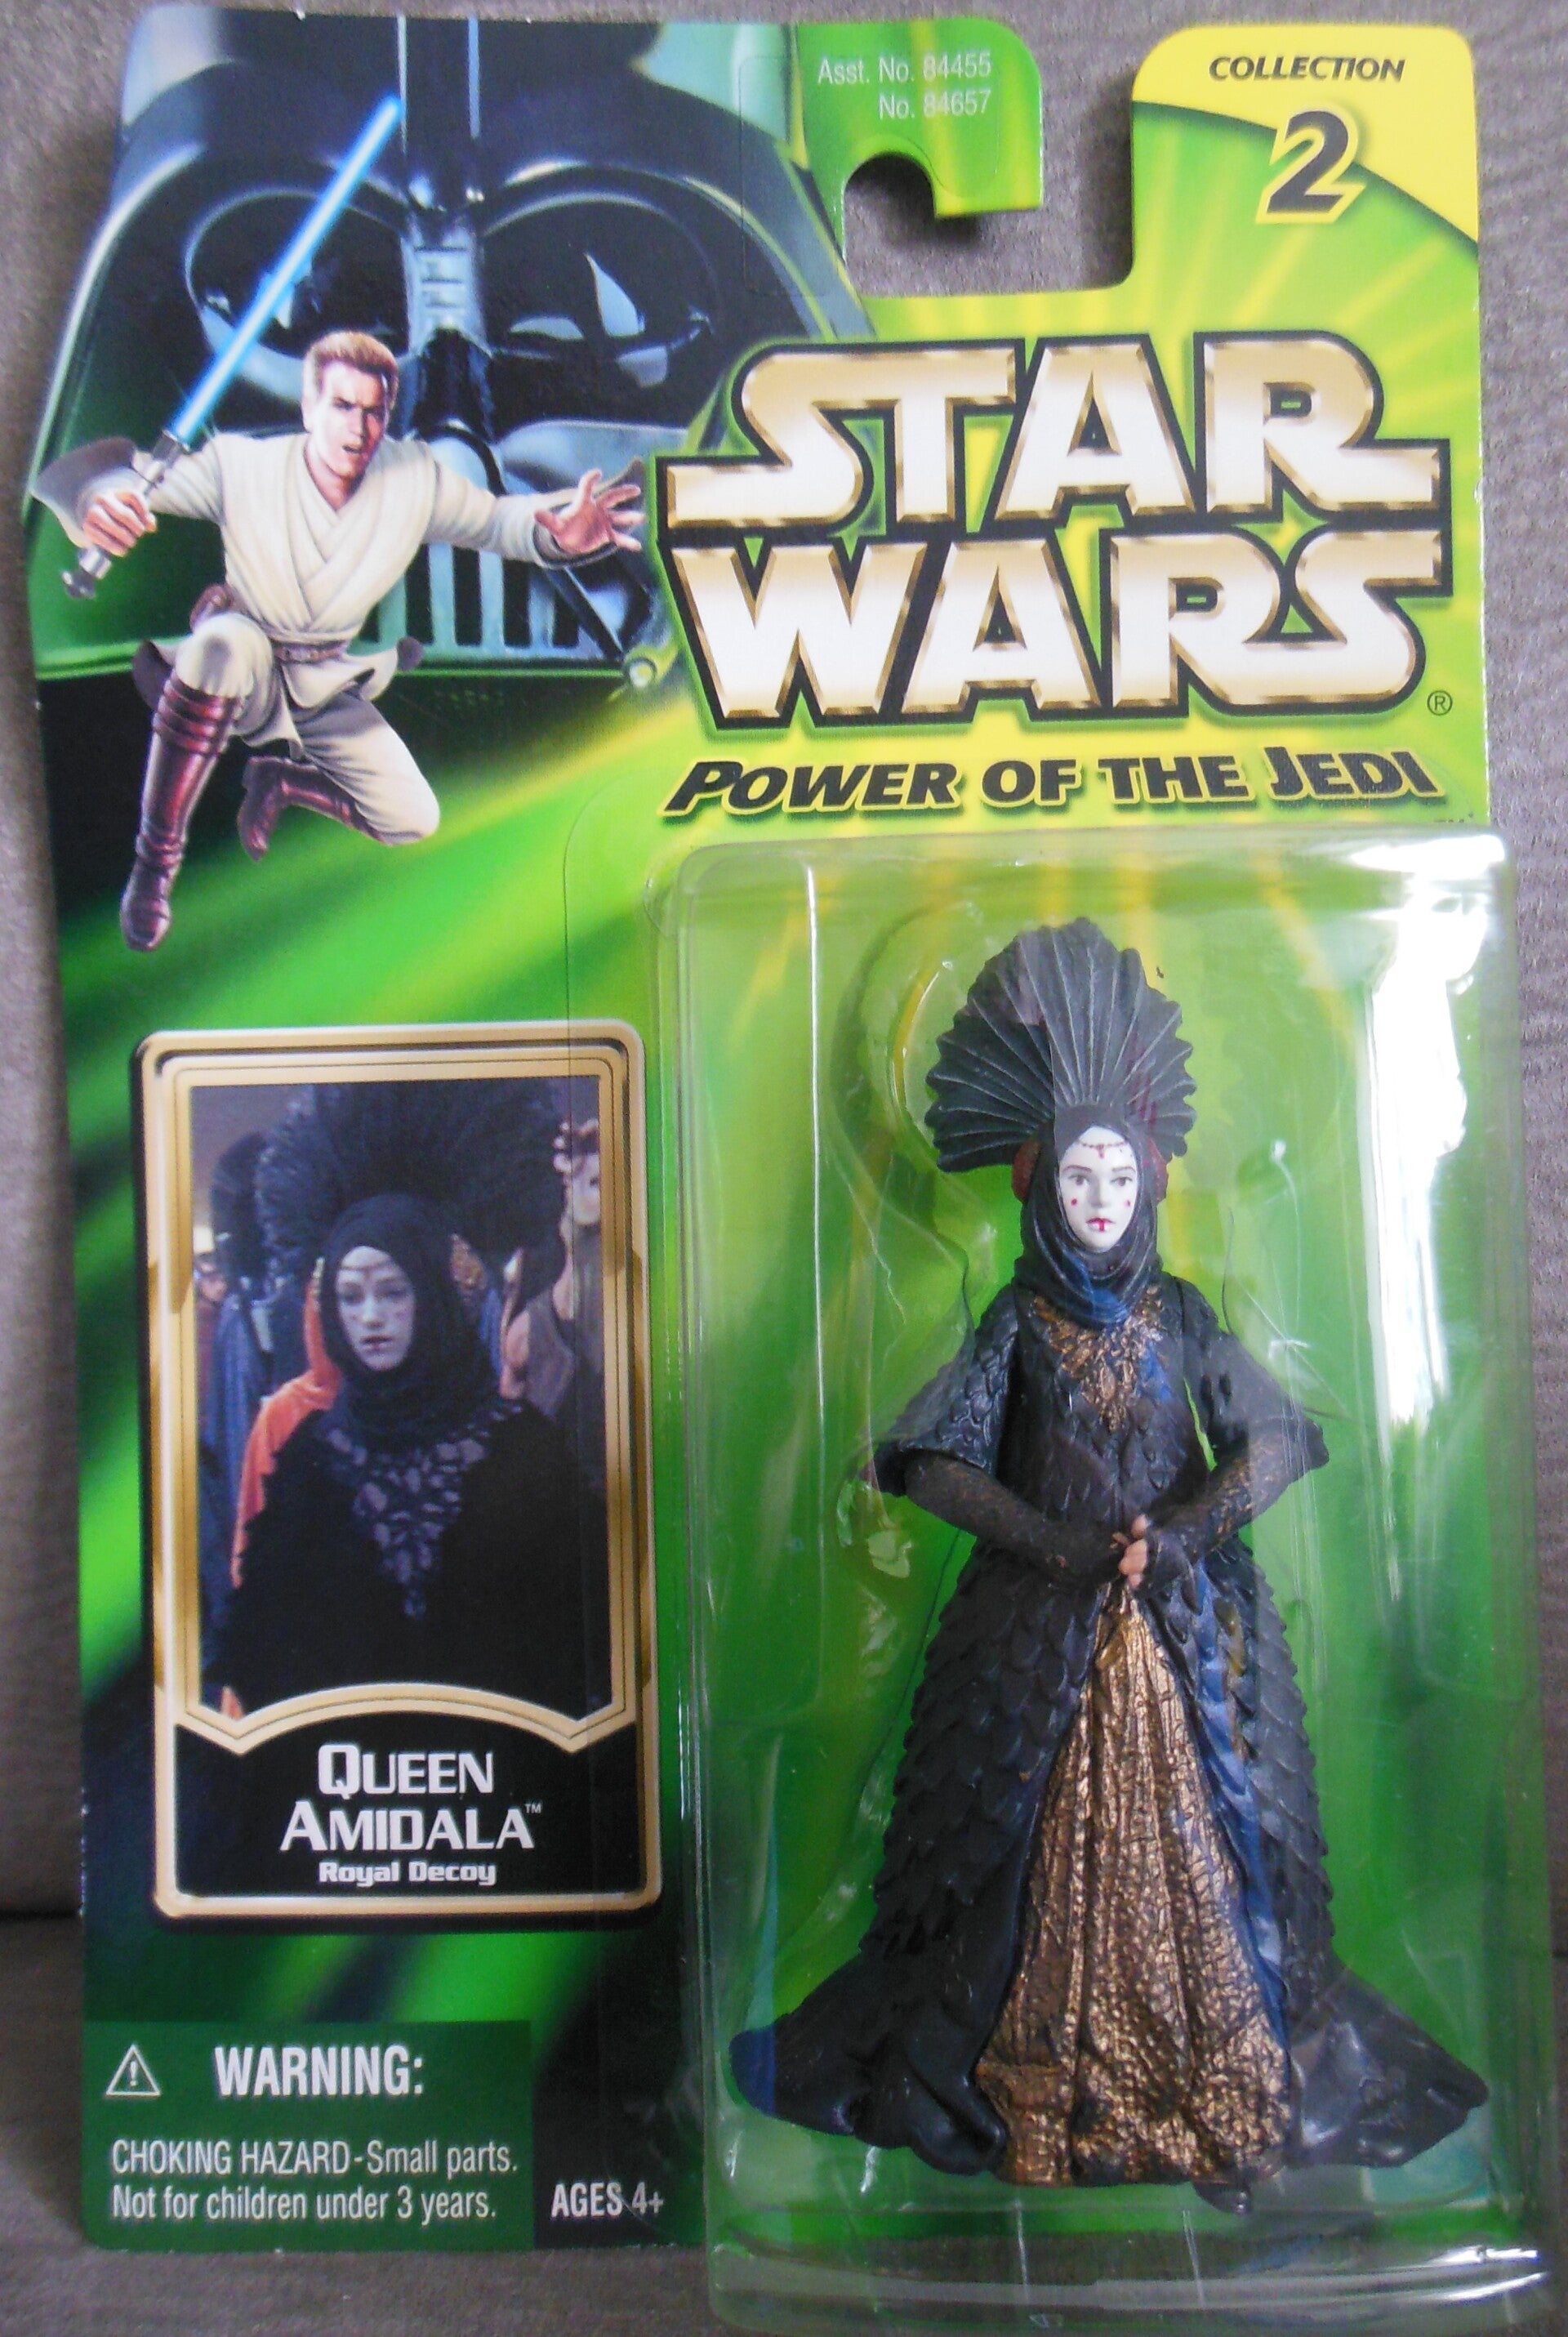 Asst. No. 84455
No. 84657
COLLECTION
2
STAR
WARS®
POWER OF THE JEDI
QUEEN
AMIDALA™
Royal Decoy
WARNING:
CHOKING HAZARD-Small parts.
Not for children under 3 years.
AGES 4+